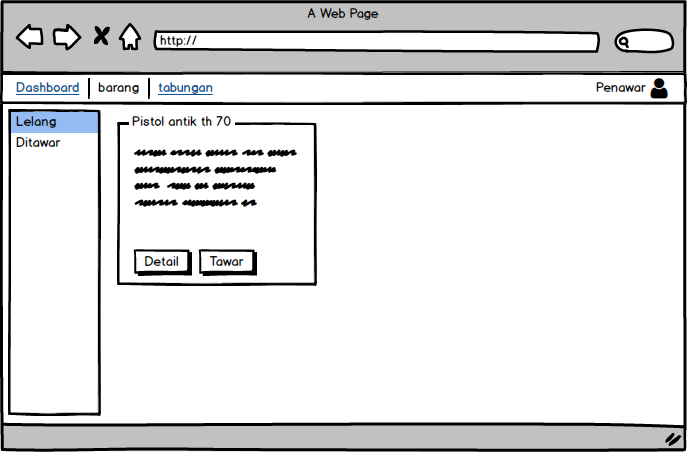 A Web Page
http://
Dashboard barang tabungan Penawar
Lelang
Ditawar
Pistol antik th 70
Detail Tawar